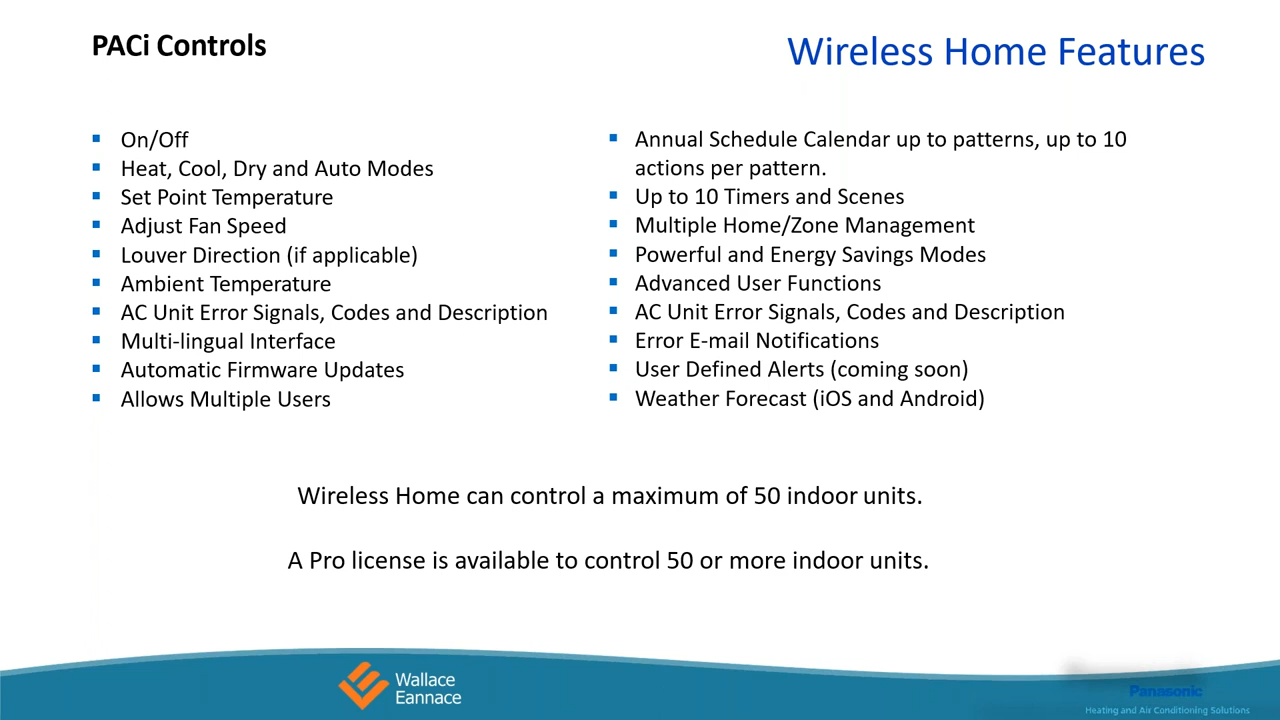 PACi Controls
Wireless Home Features
On/Off
Heat, Cool, Dry and Auto Modes
Set Point Temperature
Adjust Fan Speed
Louver Direction (if applicable)
Ambient Temperature
AC Unit Error Signals, Codes and Description
Multi-lingual Interface
Automatic Firmware Updates
Allows Multiple Users
Annual Schedule Calendar up to patterns, up to 10
actions per pattern.
Up to 10 Timers and Scenes
Multiple Home/Zone Management
Powerful and Energy Savings Modes
Advanced User Functions
AC Unit Error Signals, Codes and Description
Error E-mail Notifications
User Defined Alerts (coming soon)
Weather Forecast (iOS and Android)
Wireless Home can control a maximum of 50 indoor units.
A Pro license is available to control 50 or more indoor units.
Wallace
Eannace
Panasonic
Heating and Air Conditioning Solutions